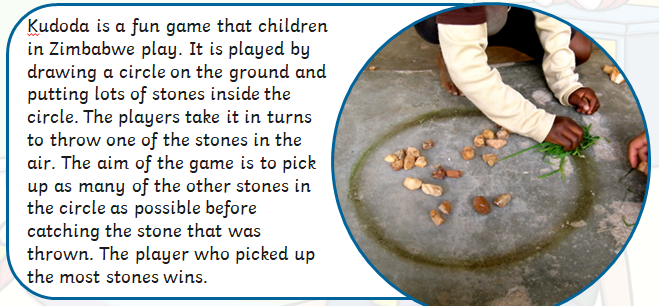 Kudoda is a fun game that children
in Zimbabwe play. It is played by
drawing a circle on the ground and
putting lots of stones inside the
circle. The players take it in turns
to throw one of the stones in the
air. The aim of the game is to pick
up as many of the other stones in
the circle as possible before
catching the stone that was
thrown. The player who picked up
the most stones wins.